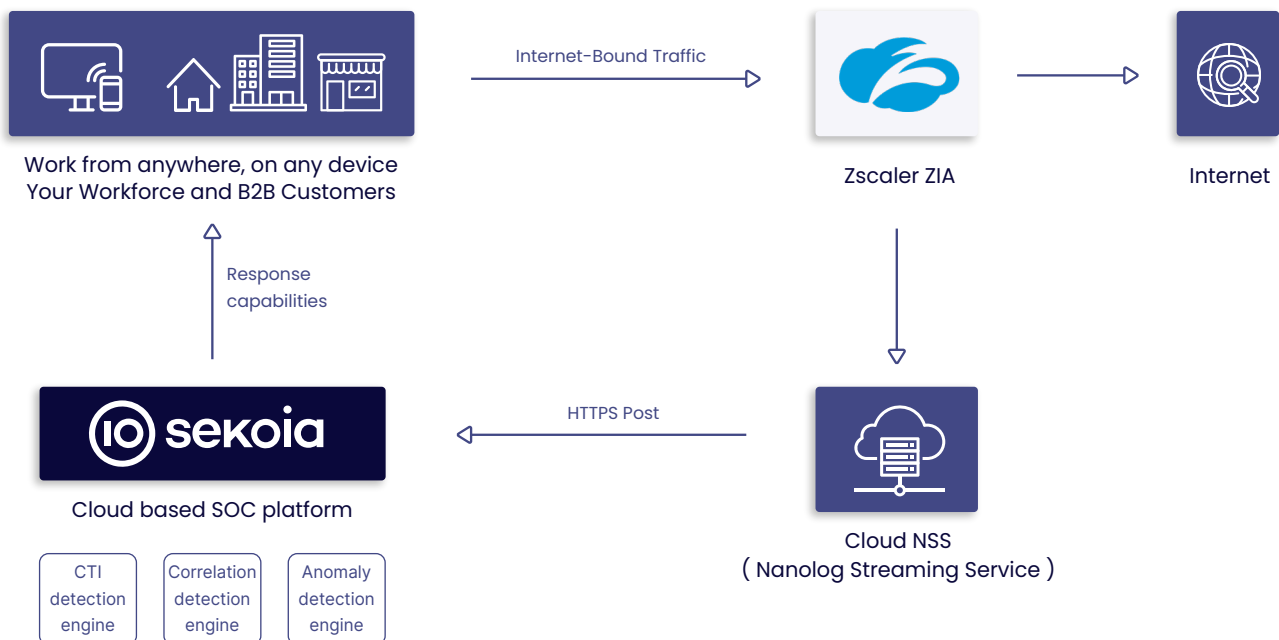 Internet-Bound Traffic
Work from anywhere, on any device
Your Workforce and B2B Customers
Zscaler ZIA
Internet
Response
capabilities
IO sekoia
HTTPS Post
Cloud based SOC platform
Cloud NSS
( Nanolog Streaming Service )
CTI
detection
engine
Correlation
detection
engine
Anomaly
detection
engine